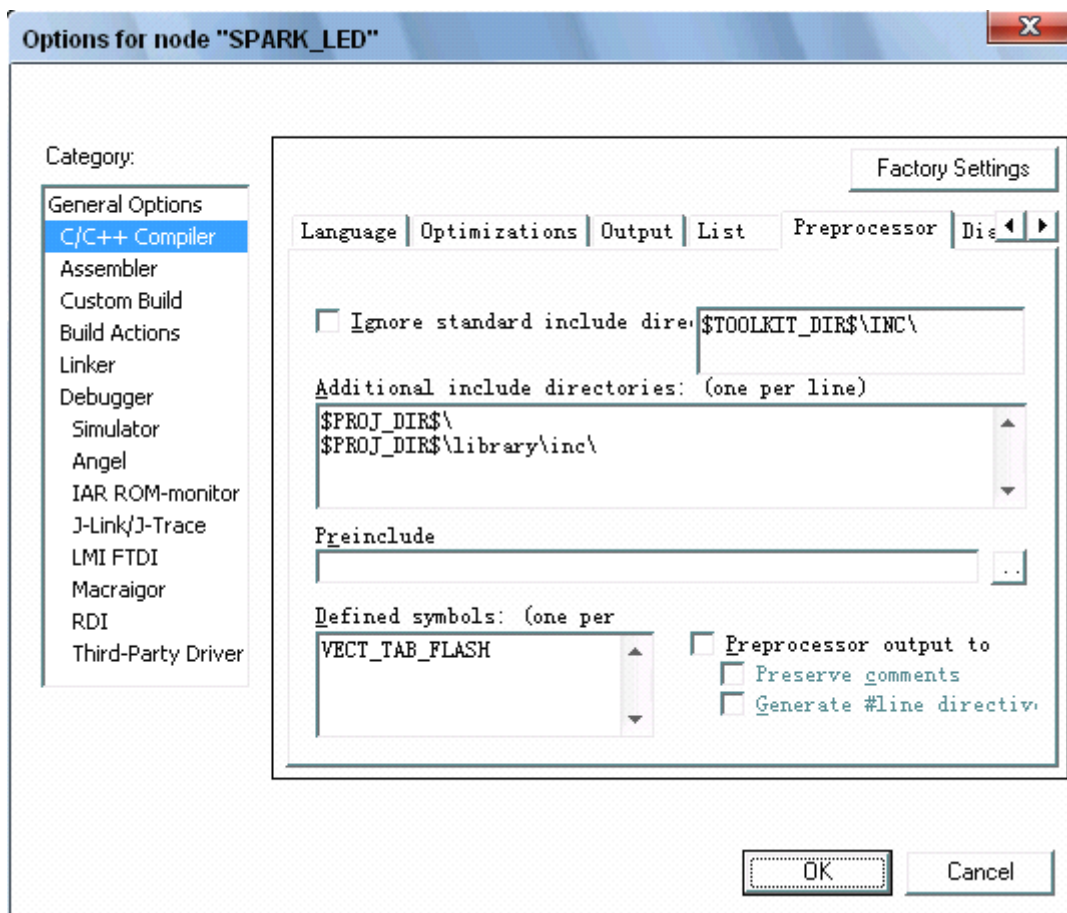 Options for node "SPARK_LED"
Category:
Factory Settings
General Options
C/C++ Compiler
Assembler
Custom Build
Build Actions
Linker
Debugger
Simulator
Angel
IAR ROM-monitor
J-Link/J-Trace
LMI FTDI
Macraigor
RDI
Third-Party Driver
Language Optimizations Output List Preprocessor Dis
Ignore standard include dire
$TOOLKIT_DIR$\INC\
Additional include directories: (one per line)
$PROJ_DIR$\
$PROJ_DIR$\library\inc\
Preinclude
..
Defined symbols: (one per
VECT_TAB_FLASH
Preprocessor output to
Preserve comments
Generate #line directiv
OK Cancel